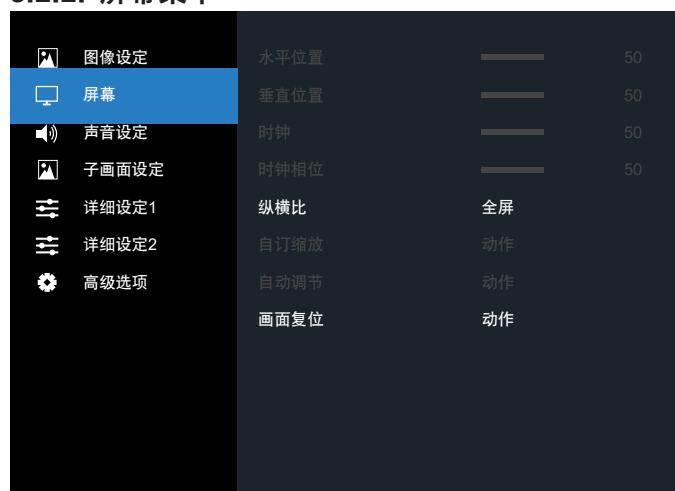 图像设定 水平位置 50
屏幕 垂直位置 50
声音设定 时钟 50
子画面设定 时钟相位 50
详细设定1 纵横比 全屏
详细设定2 自订缩放 动作
高级选项 自动调节 动作
画面复位 动作